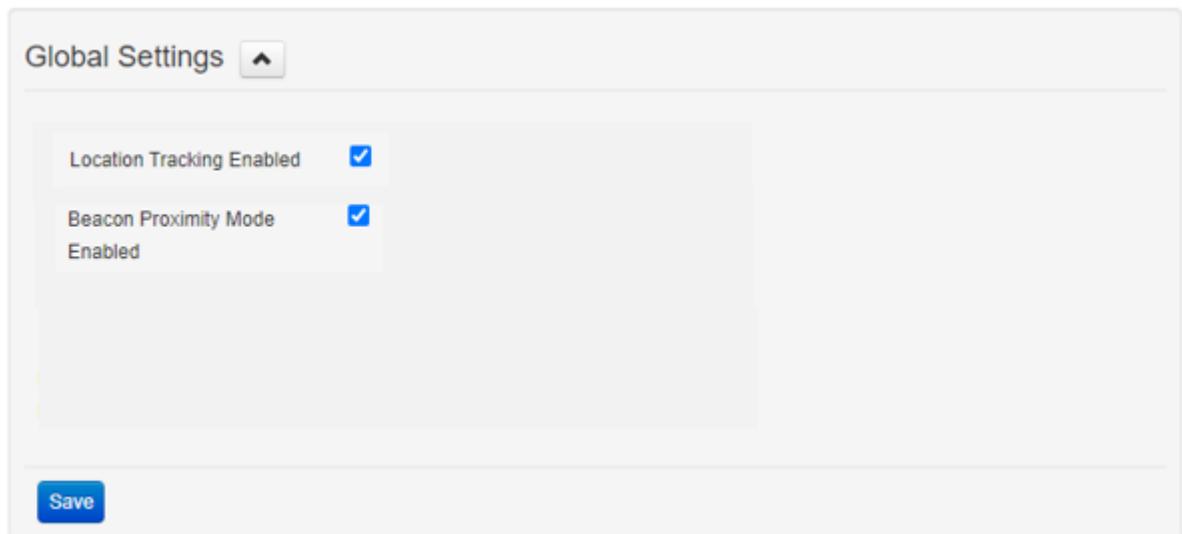 Global Settings
Location Tracking Enabled
Beacon Proximity Mode
Enabled
Save